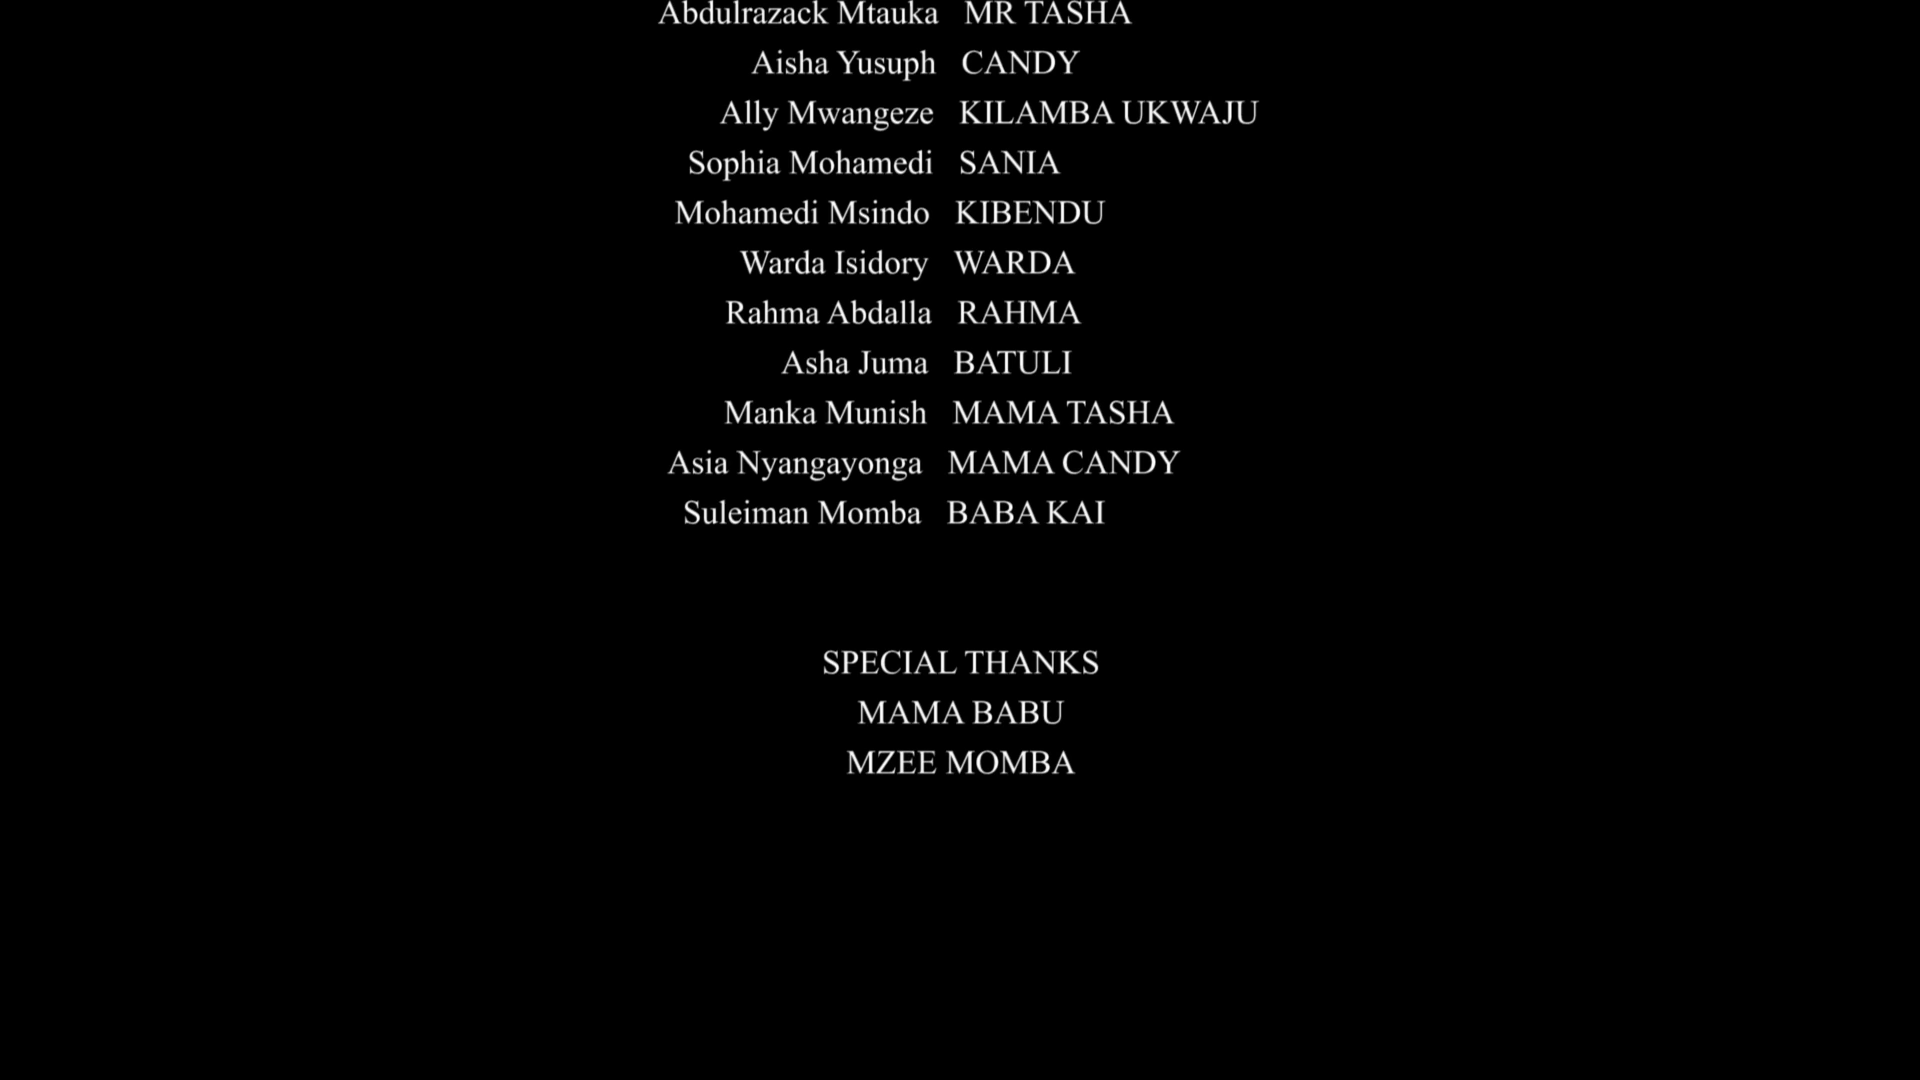 Abdulrazack Mtauka MR TASHA
Aisha Yusuph CANDY
Ally Mwangeze KILAMBA UKWAJU
Sophia Mohamedi SANIA
Mohamedi Msindo KIBENDU
Warda Isidory WARDA
Rahma Abdalla RAHMA
Asha Juma BATULI
Manka Munish MAMA TASHA
Asia Nyangayonga MAMA CANDY
Suleiman Momba BABA KAI
SPECIAL THANKS
MAMA BABU
MZEE MOMBA